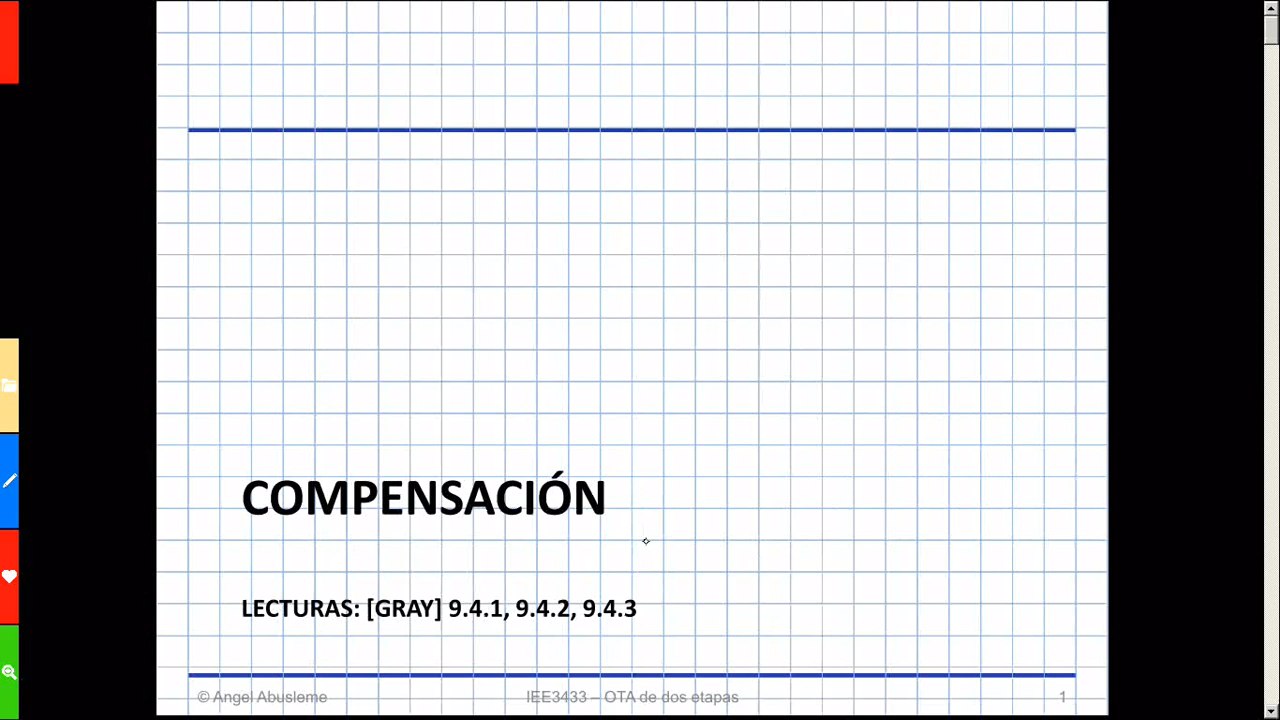 COMPENSACIÓN
LECTURAS: [GRAY] 9.4.1, 9.4.2, 9.4.3
© Angel Abusleme IEE3433 – OTA de dos etapas 1